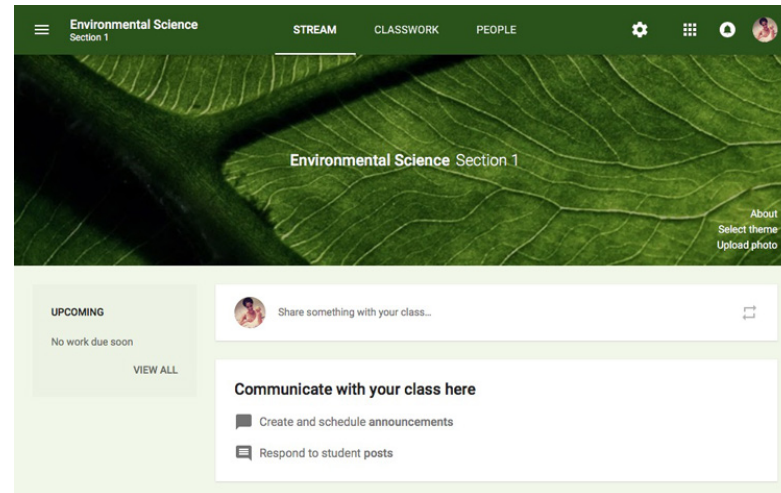 Environmental Science
Section 1
STREAM
CLASSWORK
PEOPLE
Environmental Science Section 1
About
Select theme
Upload photo
UPCOMING
No work due soon
VIEW ALL
Share something with your class...
Communicate with your class here
Create and schedule announcements
Respond to student posts